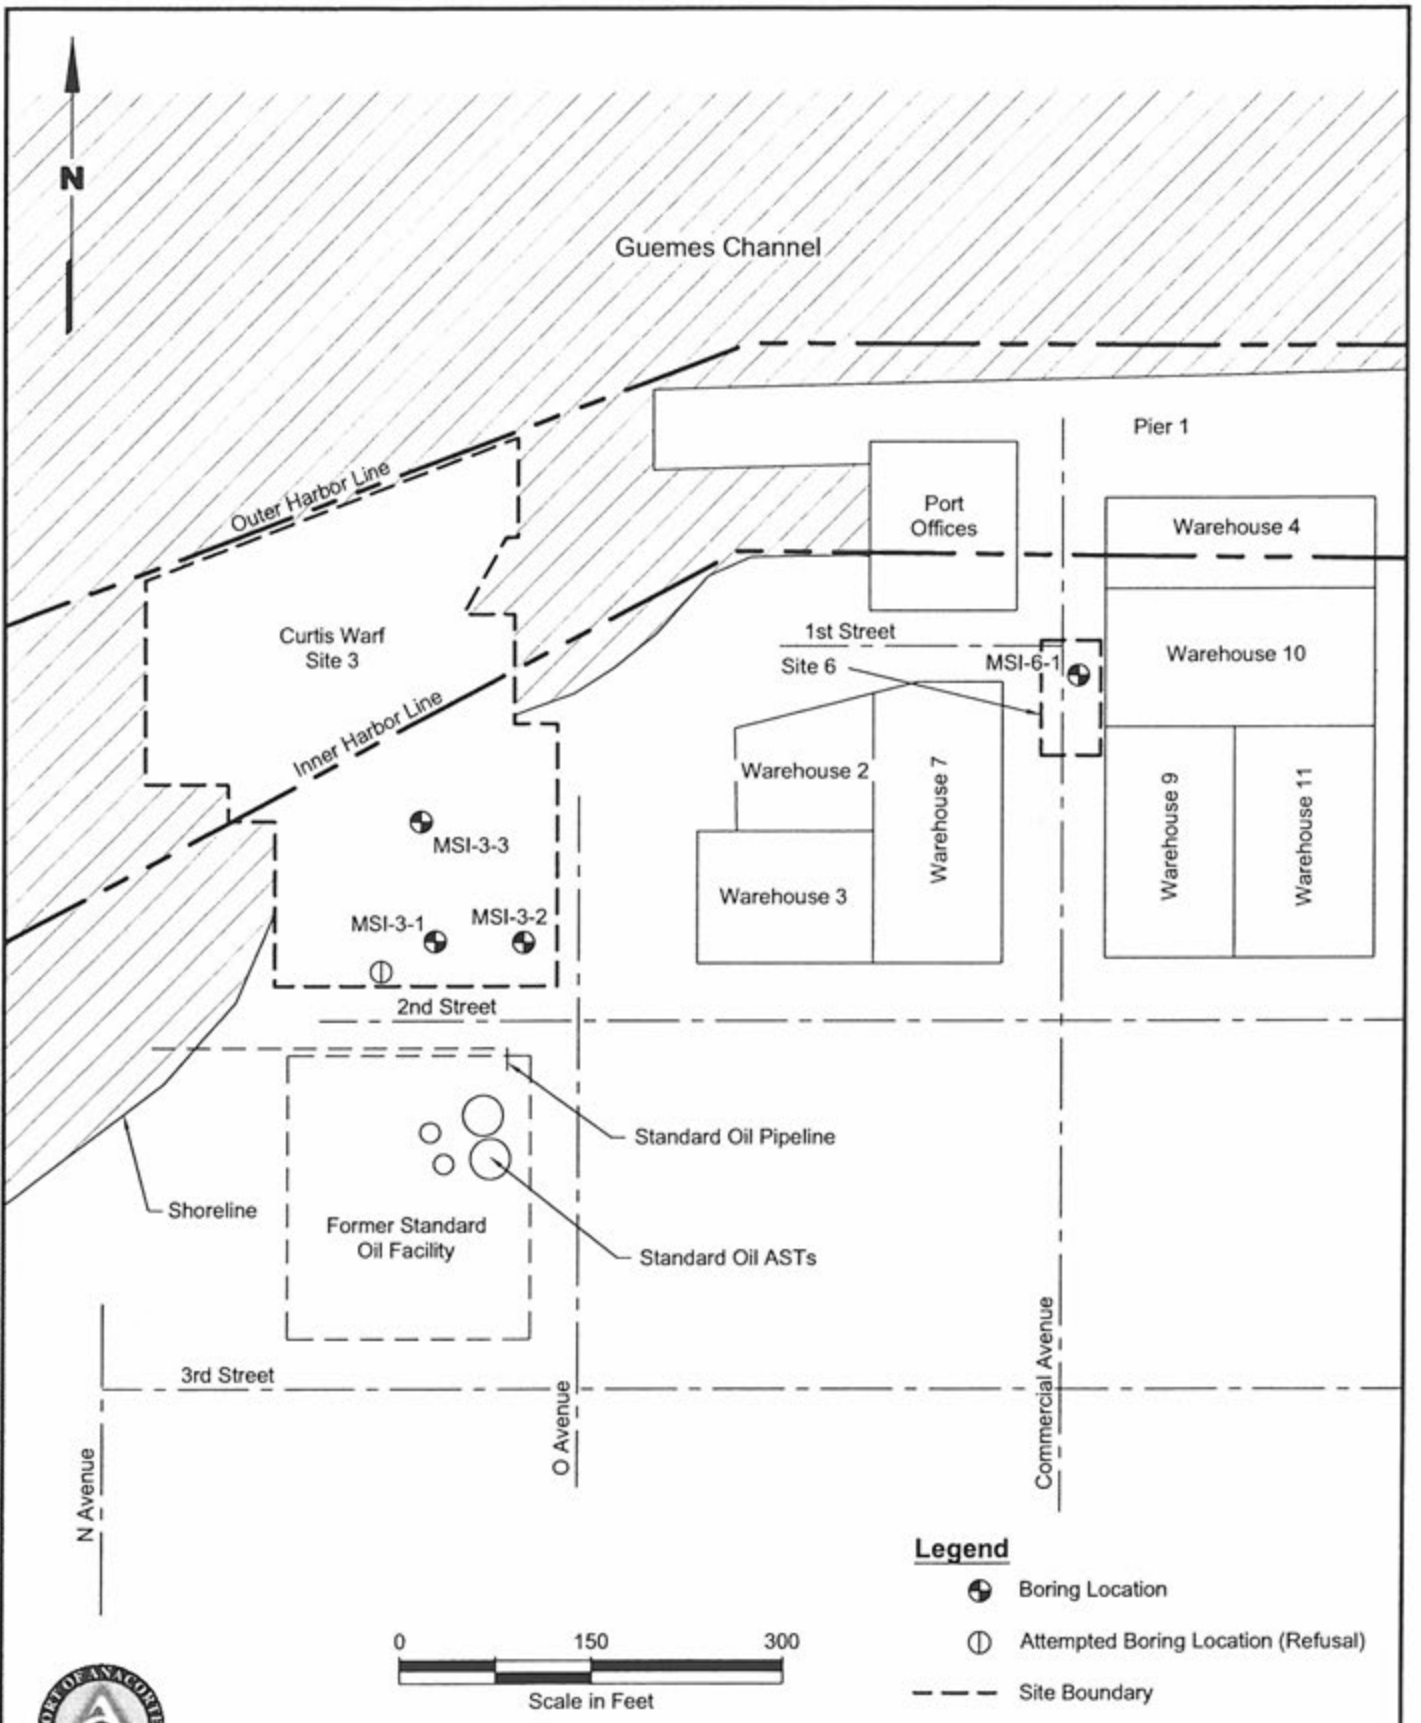 N
Guemes Channel
Pier 1
Outer Harbor Line
Port
Offices
Warehouse 4
Curtis Warf
Site 3
1st Street
Site 6
MSI-6-1
Warehouse 10
Inner Harbor Line
Warehouse 2
Warehouse 7
Warehouse 9
Warehouse 11
MSI-3-3
Warehouse 3
MSI-3-1
MSI-3-2
2nd Street
Standard Oil Pipeline
Shoreline
Former Standard
Oil Facility
Standard Oil ASTs
3rd Street
N Avenue
O Avenue
Commercial Avenue
Legend
Boring Location
Attempted Boring Location (Refusal)
Site Boundary
0 150 300
Scale in Feet